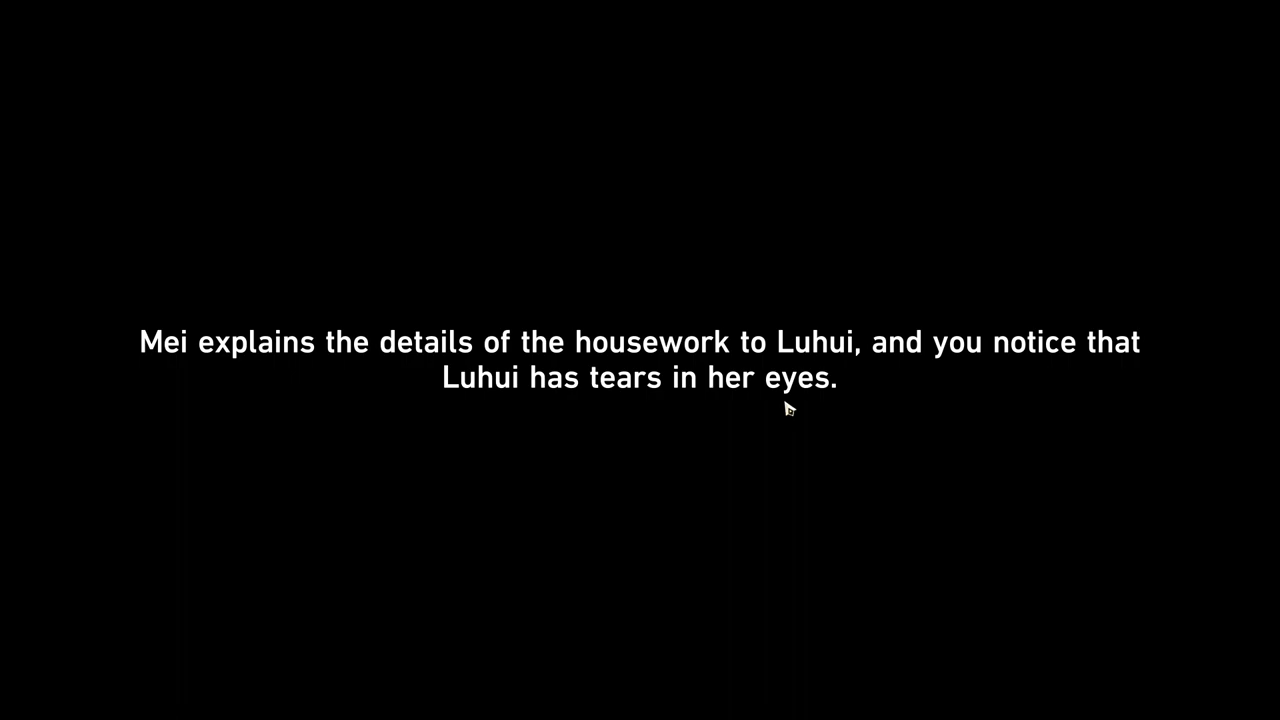 Mei explains the details of the housework to Luhui, and you notice that
Luhui has tears in her eyes.